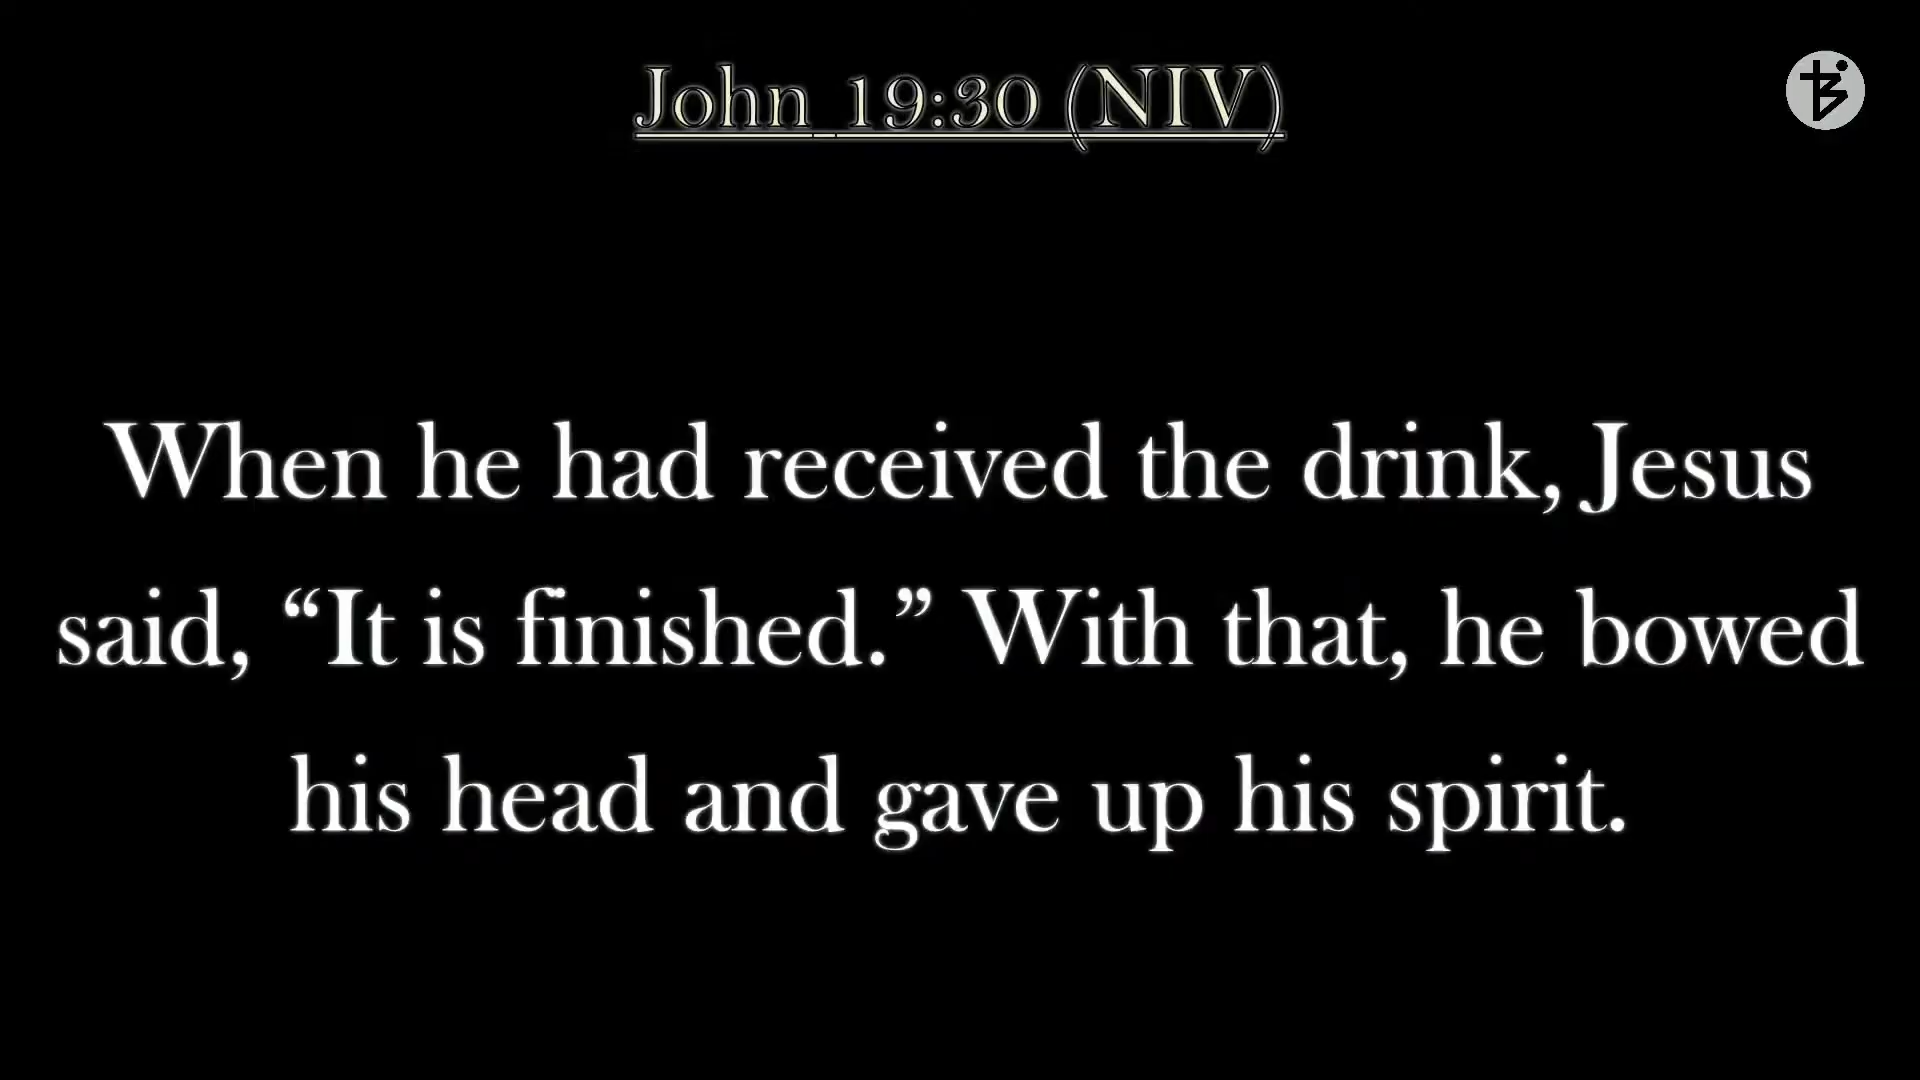 John 19:30 (NIV)
When he had received the drink, Jesus
said, “It is finished.” With that, he bowed
his head and gave up his spirit.